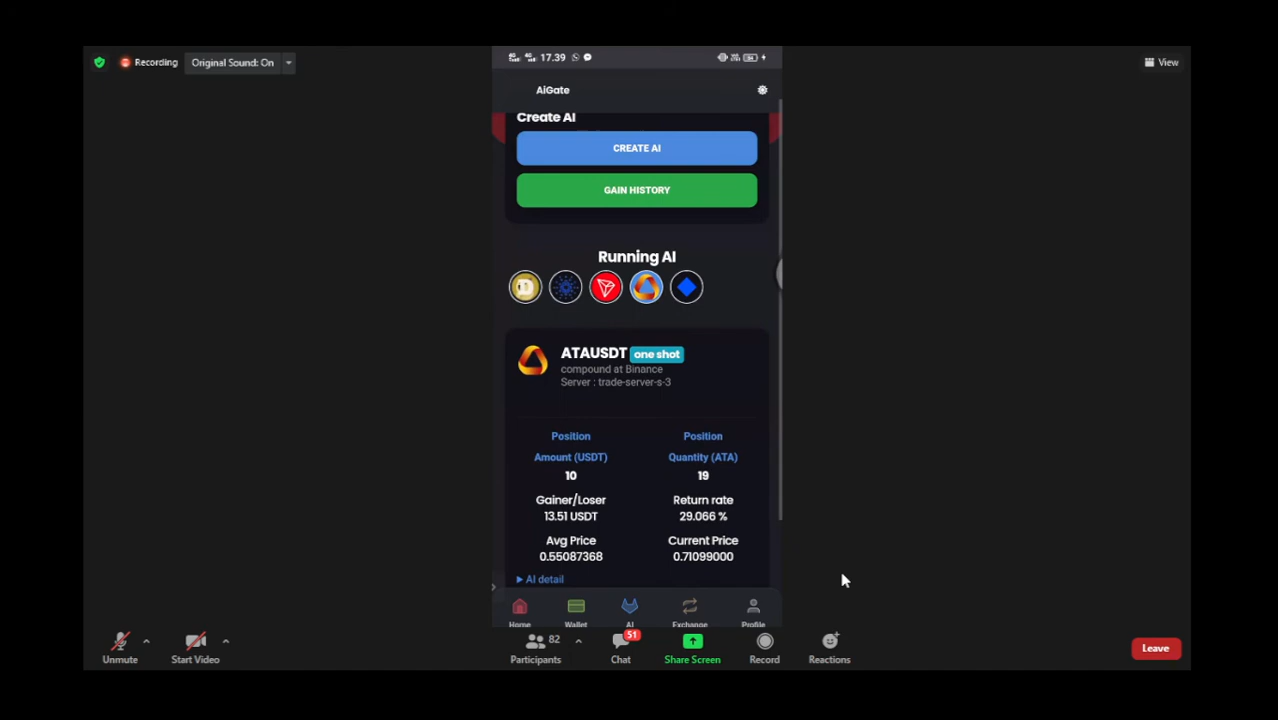 Recording
Original Sound: On
View
17.39
AiGate
Create AI
CREATE AI
GAIN HISTORY
Running AI
ATAUSDT one shot
compound at Binance
Server : trade-server-s-3
Position Position
Amount (USDT) Quantity (ATA)
10 19
Gainer/Loser Return rate
13.51 USDT 29.066 %
Avg Price Current Price
0.55087368 0.71099000
AI detail
Home Wallet AI Exchange Profile
Unmute Start Video Participants 82 Chat 51 Share Screen Record Reactions Leave